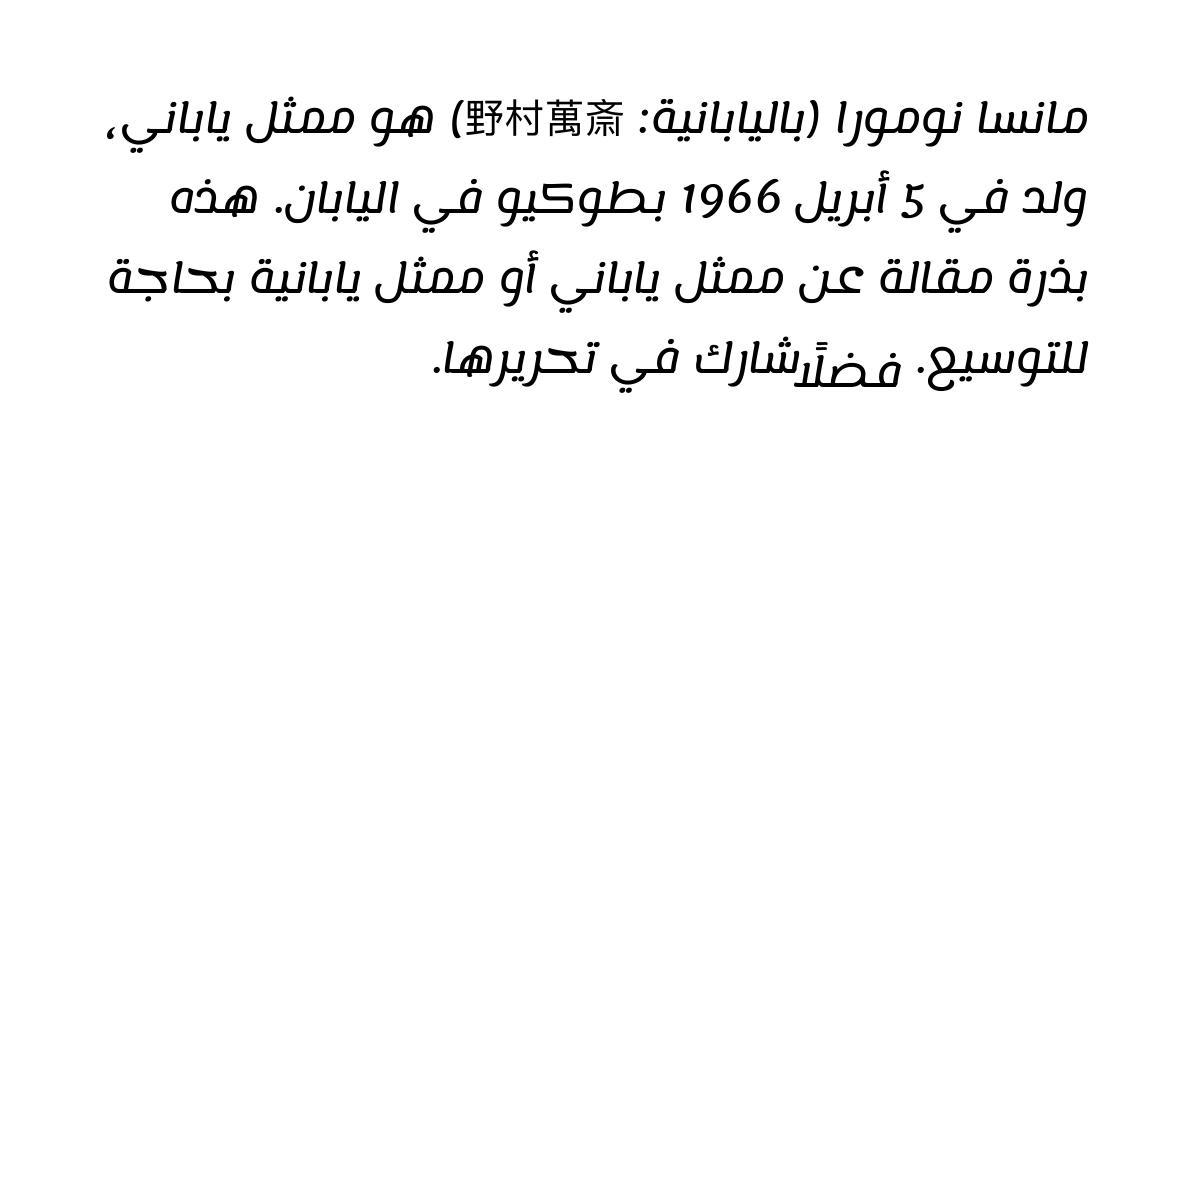 مانسا نومورا (باليابانية: 野村萬斎) هو ممثل ياباني،
ولد في 5 أبريل 1966 بطوكيو في اليابان. هذه
بذرة مقالة عن ممثل ياباني أو ممثل يابانية بحاجة
للتوسيع. فضلًا شارك في تحريرها.